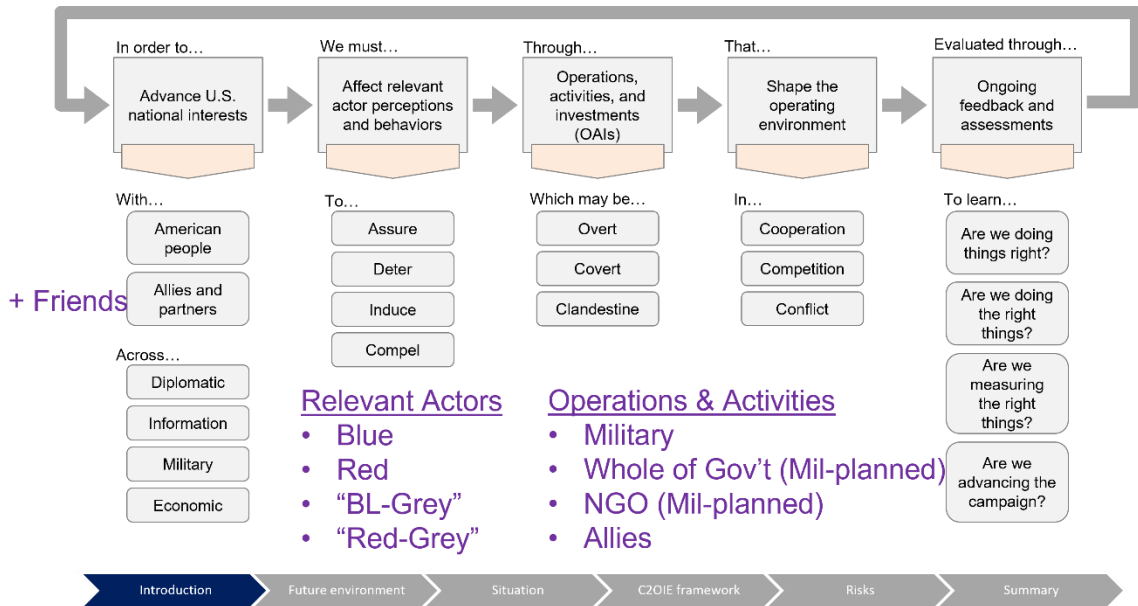 In order to…
Advance U.S.
national interests
We must…
Affect relevant
actor perceptions
and behaviors
Through…
Operations,
activities, and
investments
(OAIs)
That…
Shape the
operating
environment
Evaluated through…
Ongoing
feedback and
assessments
With…
American
people
Allies and
partners
+ Friends
Across…
Diplomatic
Information
Military
Economic
To…
Assure
Deter
Induce
Compel
Which may be…
Overt
Covert
Clandestine
In…
Cooperation
Competition
Conflict
To learn…
Are we doing
things right?
Are we doing
the right
things?
Are we
measuring
the right
things?
Are we
advancing the
campaign?
Relevant Actors
• Blue
• Red
• “BL-Grey”
• “Red-Grey”
Operations & Activities
• Military
• Whole of Gov’t (Mil-planned)
• NGO (Mil-planned)
• Allies
Introduction
Future environment
Situation
C2OIE framework
Risks
Summary